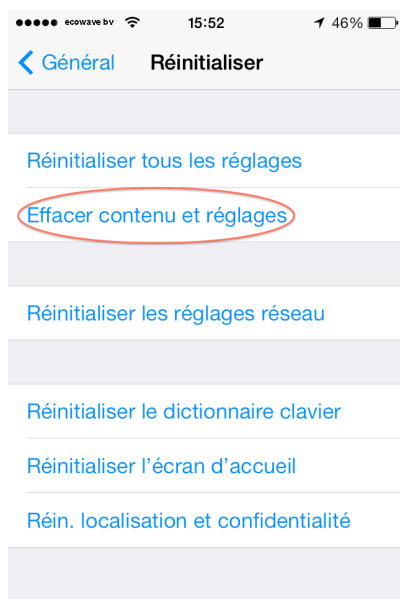 ecowave bv 15:52 46%
Général Réinitialiser
Réinitialiser tous les réglages
Effacer contenu et réglages
Réinitialiser les réglages réseau
Réinitialiser le dictionnaire clavier
Réinitialiser l’écran d’accueil
Réin. localisation et confidentialité